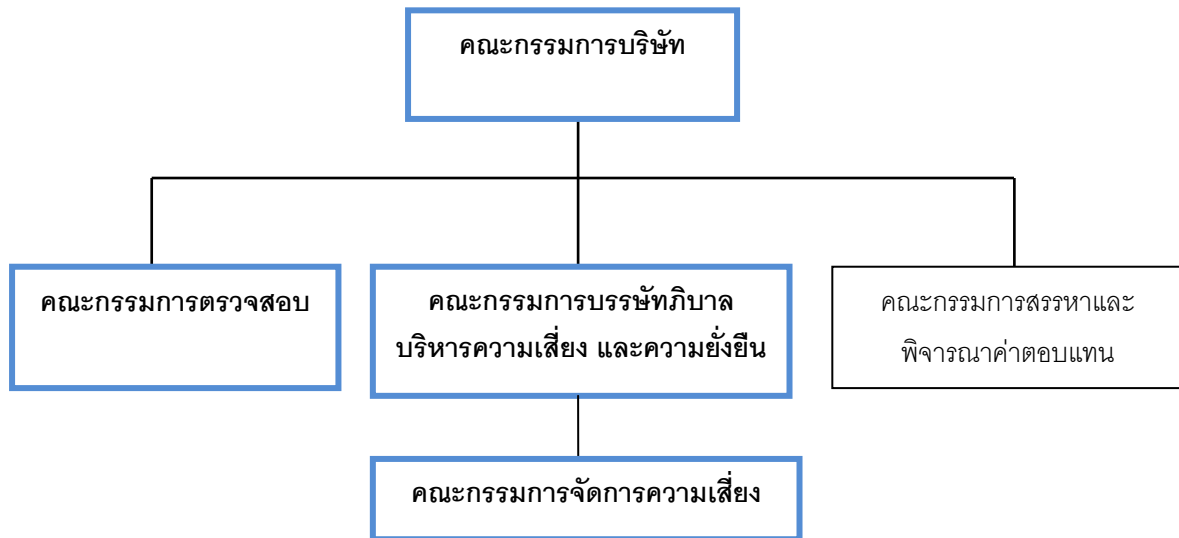 คณะกรรมการบริษัท
คณะกรรมการตรวจสอบ
คณะกรรมการบรรษัทภิบาล
บริหารความเสี่ยง และความยั่งยืน
คณะกรรมการสรรหาและ
พิจารณาค่าตอบแทน
คณะกรรมการจัดการความเสี่ยง